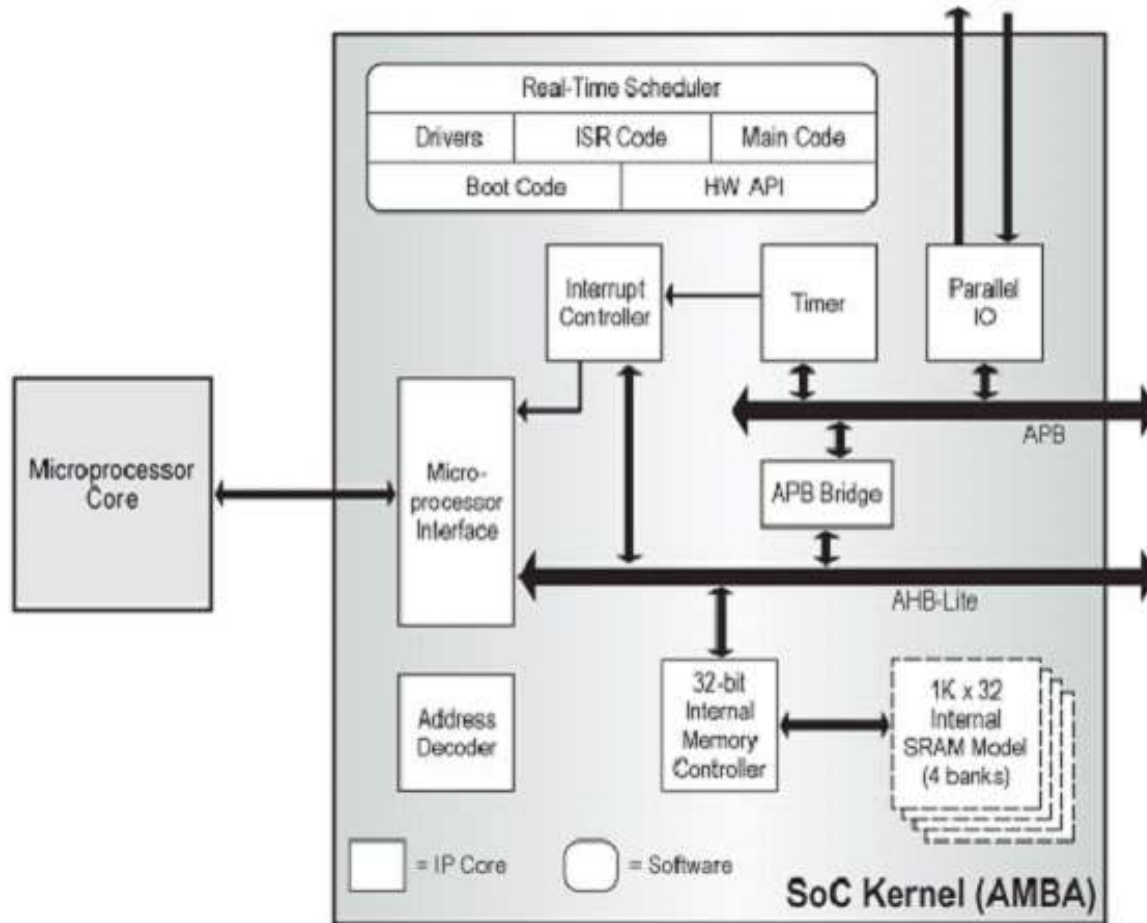 Real-Time Scheduler
Drivers
ISR Code
Main Code
Boot Code
HW API
Interrupt
Controller
Timer
Parallel
IO
APB
Microprocessor
Core
Micro-
processor
Interface
APB Bridge
AHB-Lite
Address
Decoder
32-bit
Internal
Memory
Controller
1K x 32
Internal
SRAM Model
(4 banks)
= IP Core
= Software
SoC Kernel (AMBA)